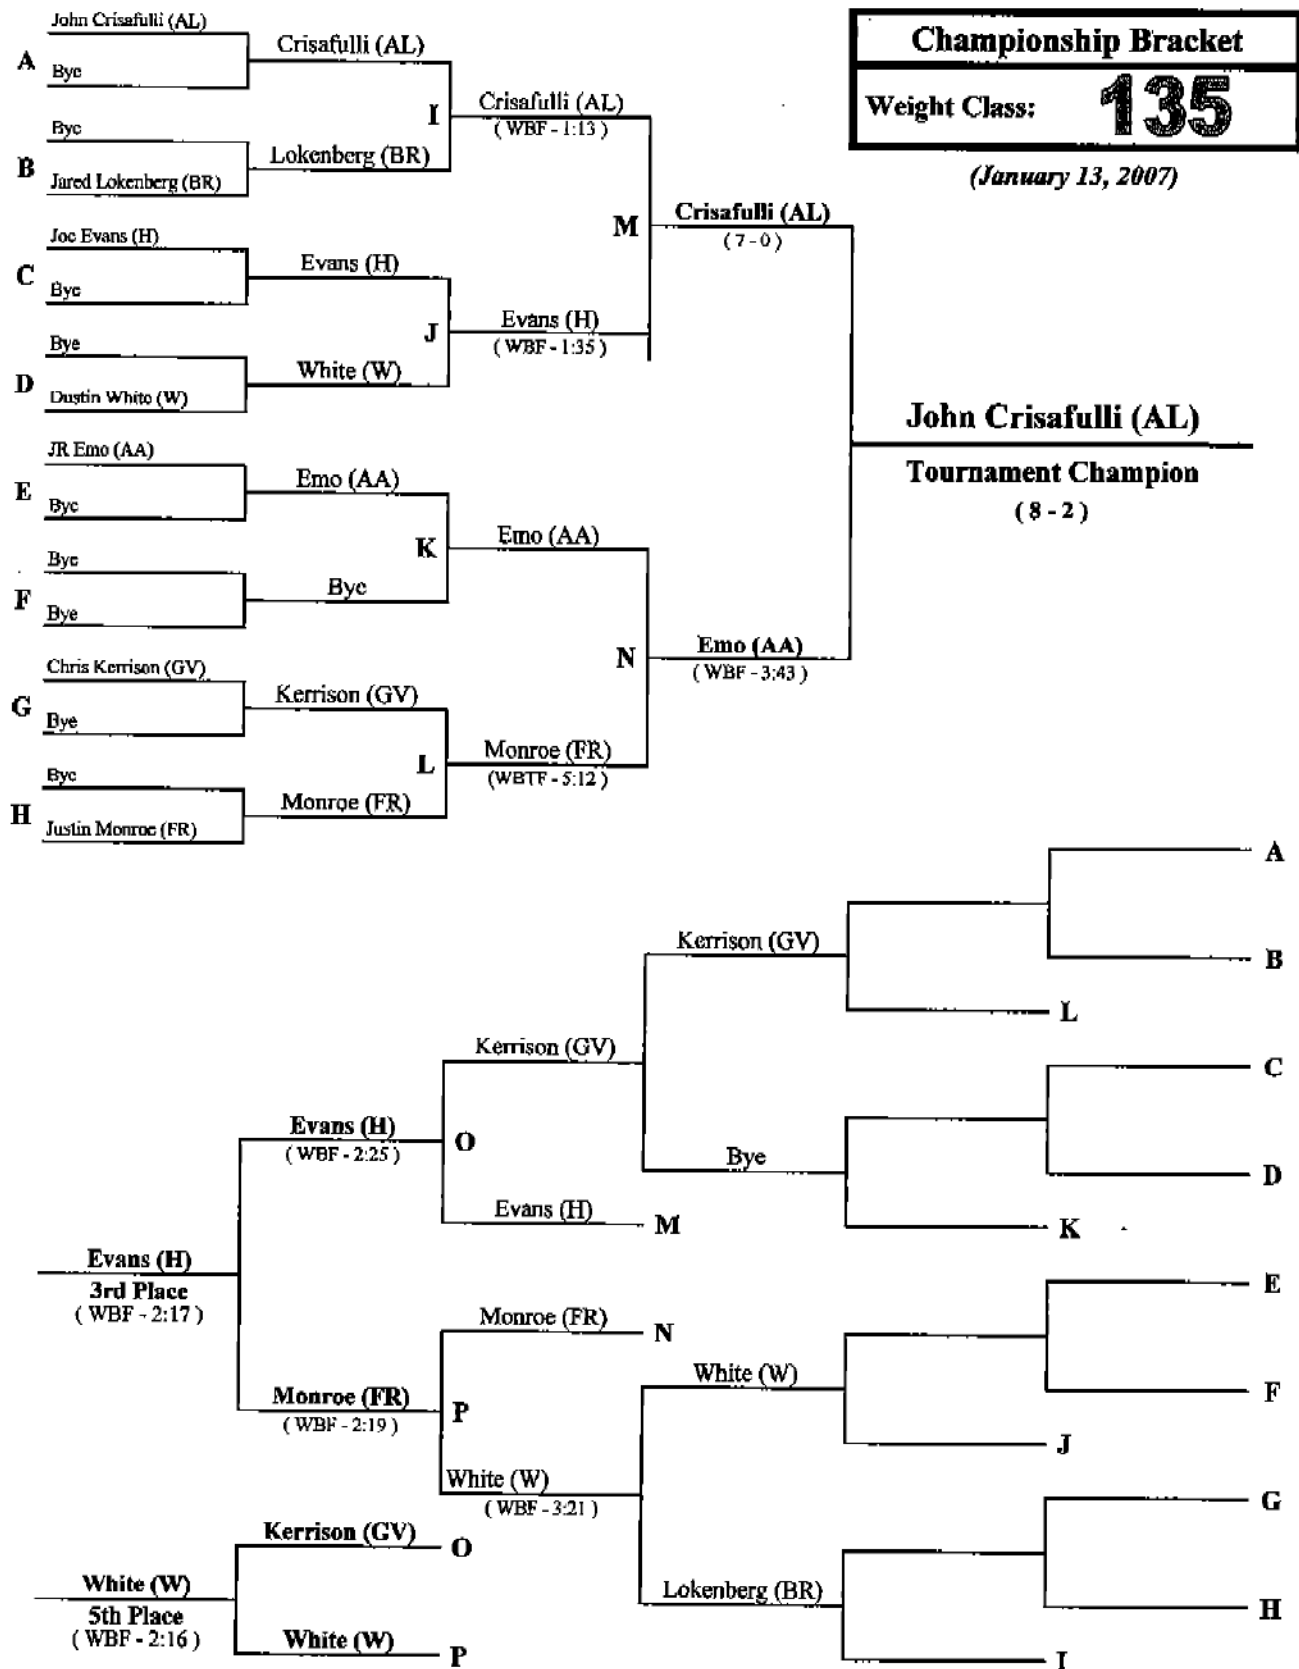 Championship Bracket
Weight Class: 135
(January 13, 2007)
John Crisafulli (AL)
A
Bye
Crisafulli (AL)
I
Crisafulli (AL)
( WBF - 1:13 )
Bye
B
Jared Lokenberg (BR)
Lokenberg (BR)
M
Crisafulli (AL)
( 7 - 0 )
Joe Evans (H)
C
Bye
Evans (H)
J
Evans (H)
( WBF - 1:35 )
Bye
D
Dustin White (W)
White (W)
John Crisafulli (AL)
Tournament Champion
( 8 - 2 )
JR Emo (AA)
E
Bye
Emo (AA)
K
Emo (AA)
Bye
F
Bye
Bye
N
Emo (AA)
( WBF - 3:43 )
Chris Kerrison (GV)
G
Bye
Kerrison (GV)
L
Monroe (FR)
(WBTF - 5:12 )
Bye
H
Justin Monroe (FR)
Monroe (FR)
A
Kerrison (GV)
B
L
Kerrison (GV)
C
Evans (H)
( WBF - 2:25 )
O
Bye
D
Evans (H)
M
K
Evans (H)
3rd Place
( WBF - 2:17 )
E
Monroe (FR)
N
White (W)
F
Monroe (FR)
( WBF - 2:19 )
P
J
White (W)
( WBF - 3:21 )
G
Kerrison (GV)
O
White (W)
5th Place
( WBF - 2:16 )
Lokenberg (BR)
H
White (W)
P
I